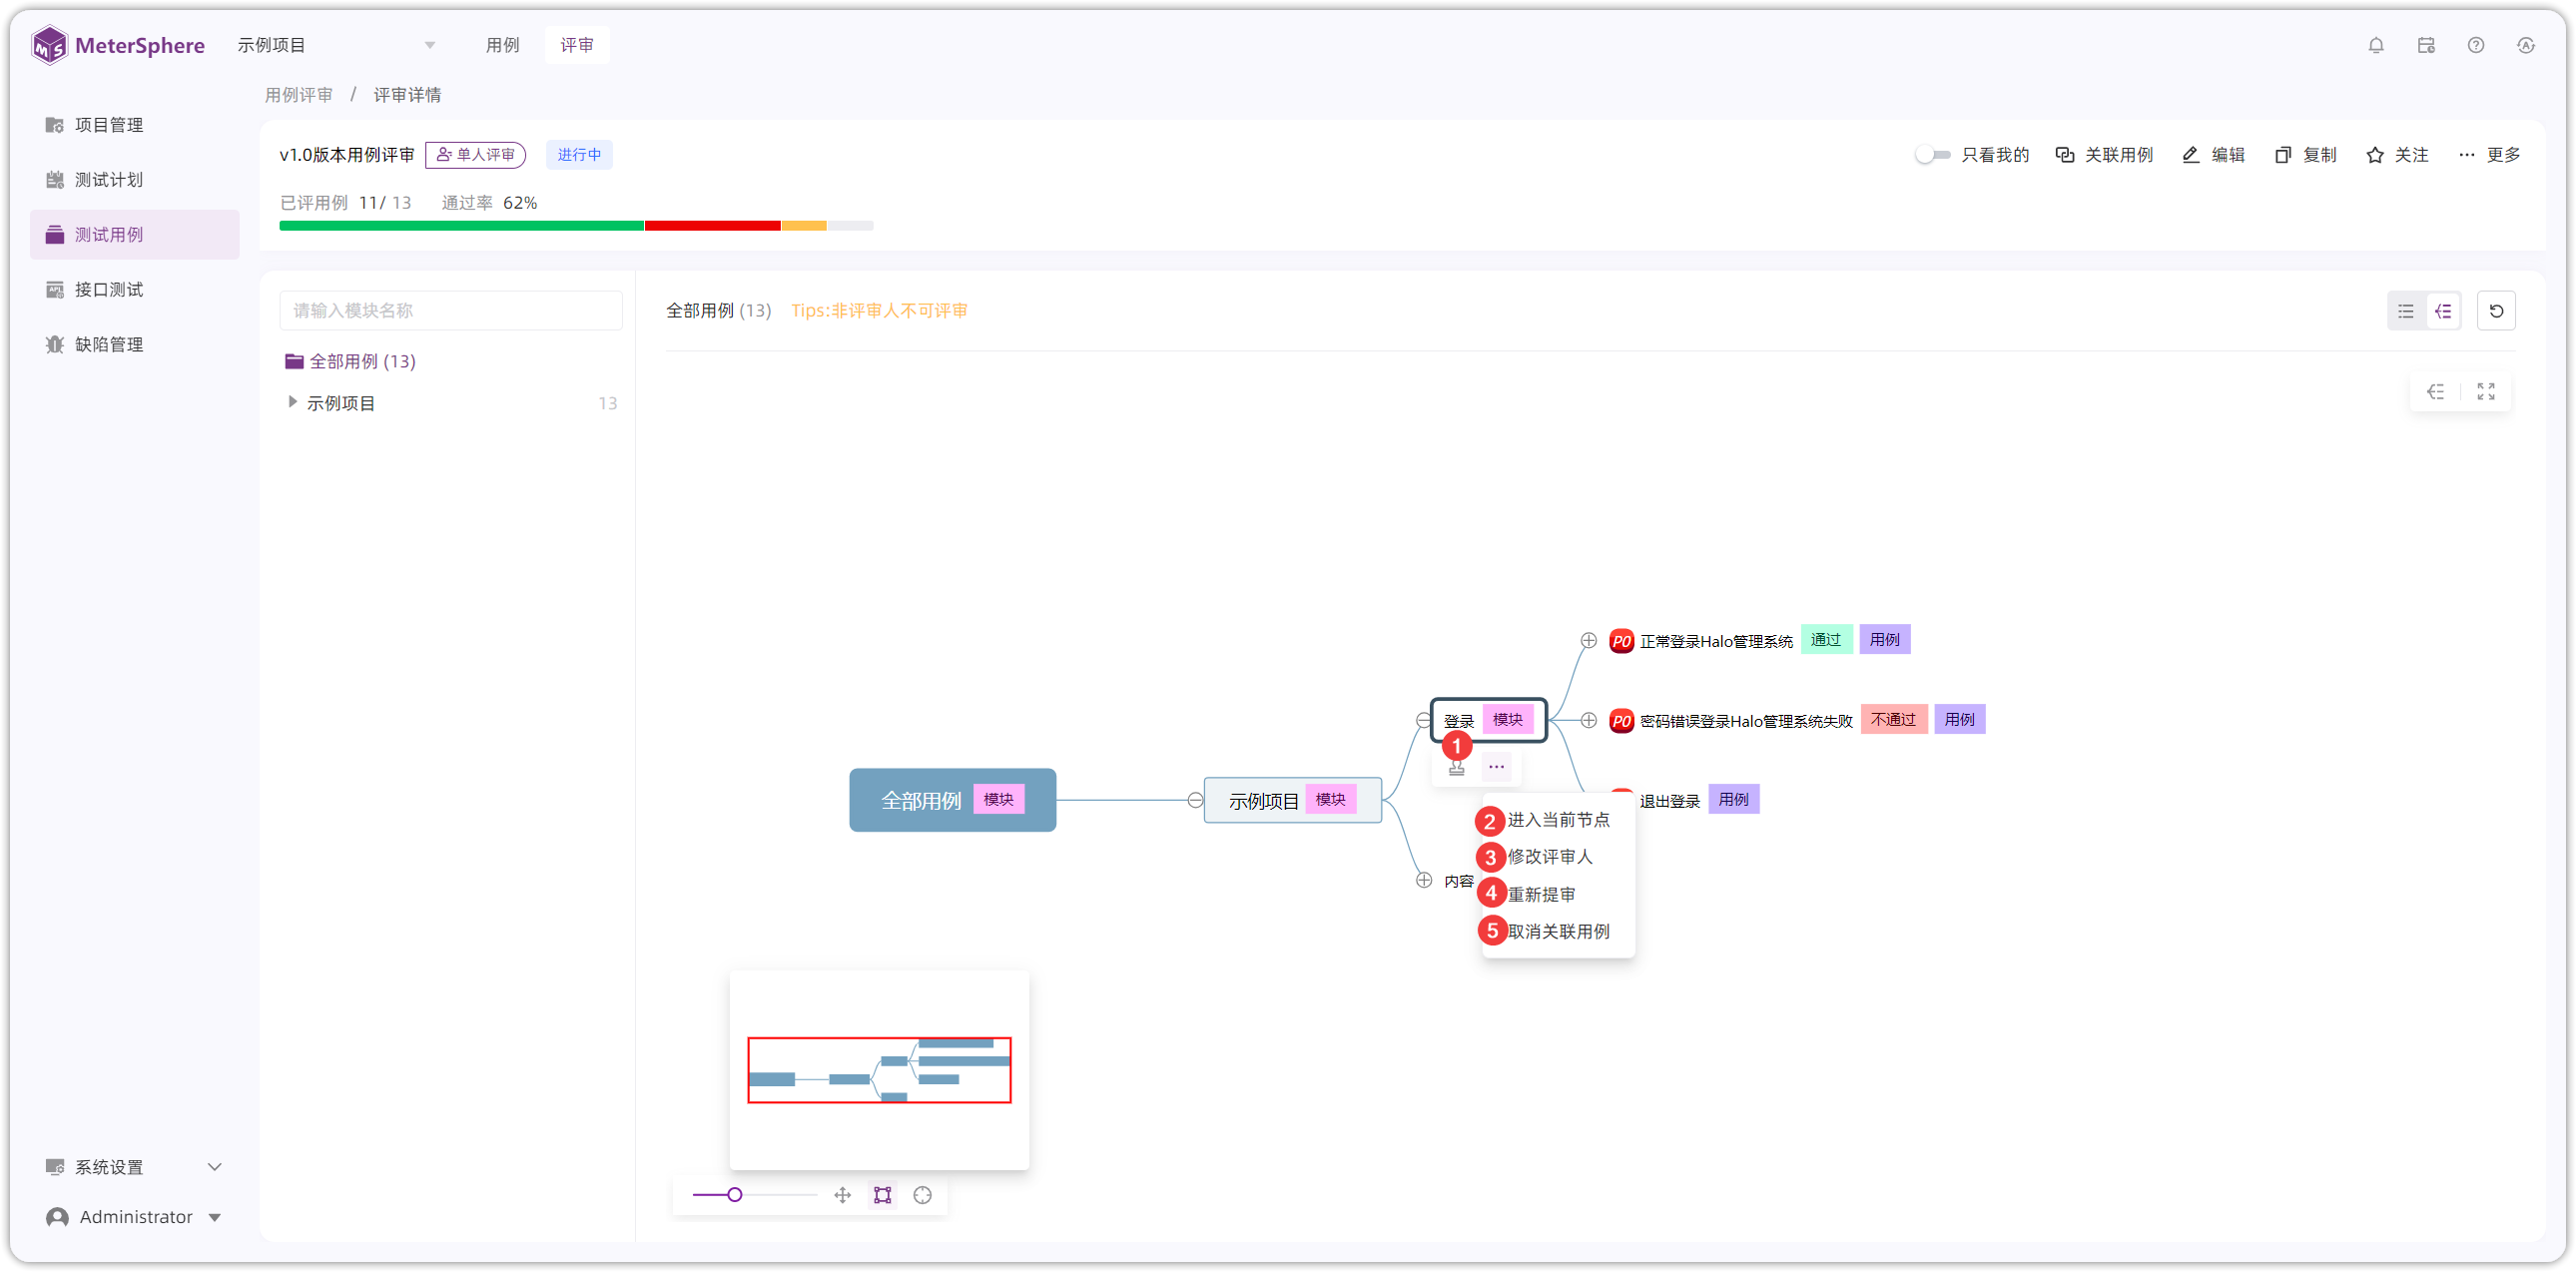 MeterSphere
示例项目
用例
评审
项目管理
测试计划
测试用例
接口测试
缺陷管理
系统设置
Administrator
用例评审 / 评审详情
v1.0版本用例评审 单人评审 进行中
只看我的 关联用例 编辑 复制 关注 更多
已评用例 11/ 13 通过率 62%
请输入模块名称
全部用例 (13)
示例项目 13
全部用例 (13) Tips:非评审人不可评审
P0 正常登录Halo管理系统 通过 用例
登录 模块
P0 密码错误登录Halo管理系统失败 不通过 用例
1
全部用例 模块
示例项目 模块
退出登录 用例
2 进入当前节点
3 修改评审人
内容
4 重新提审
5 取消关联用例